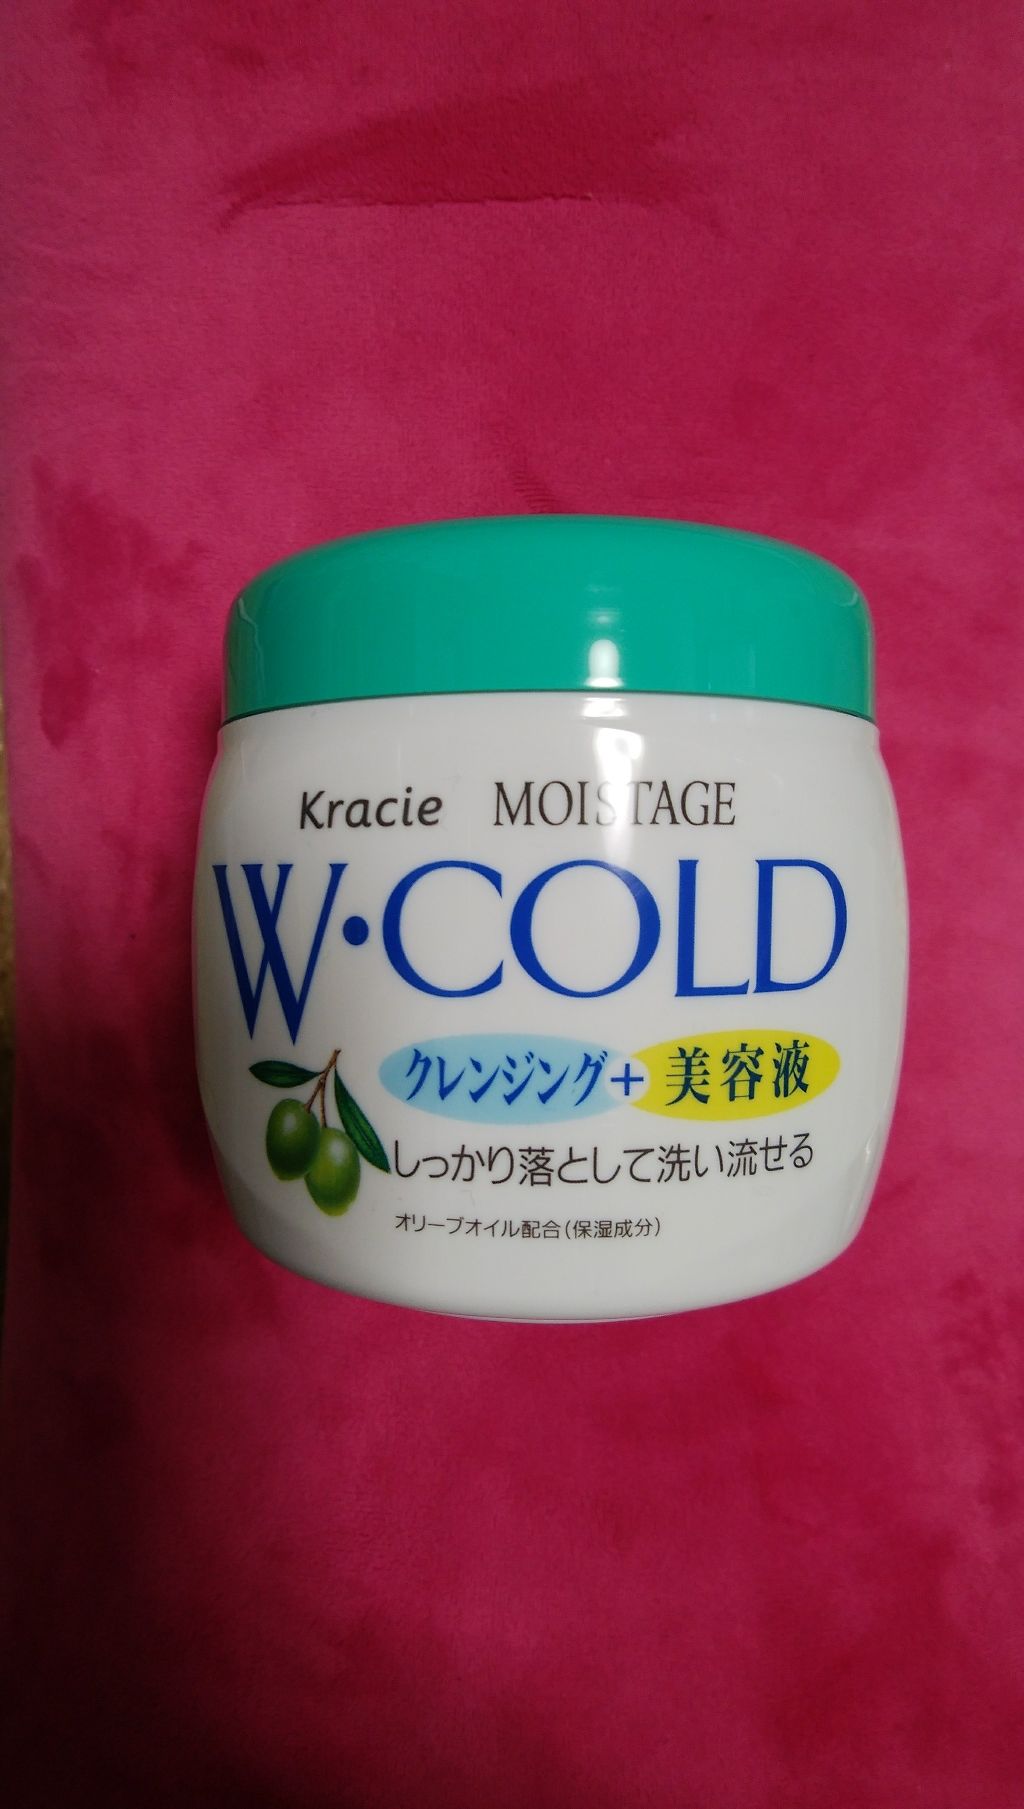 Kracie MOISTAGE
W・COLD
クレンジング+美容液
しっかり落として洗い流せる
オリーブオイル配合(保湿成分)